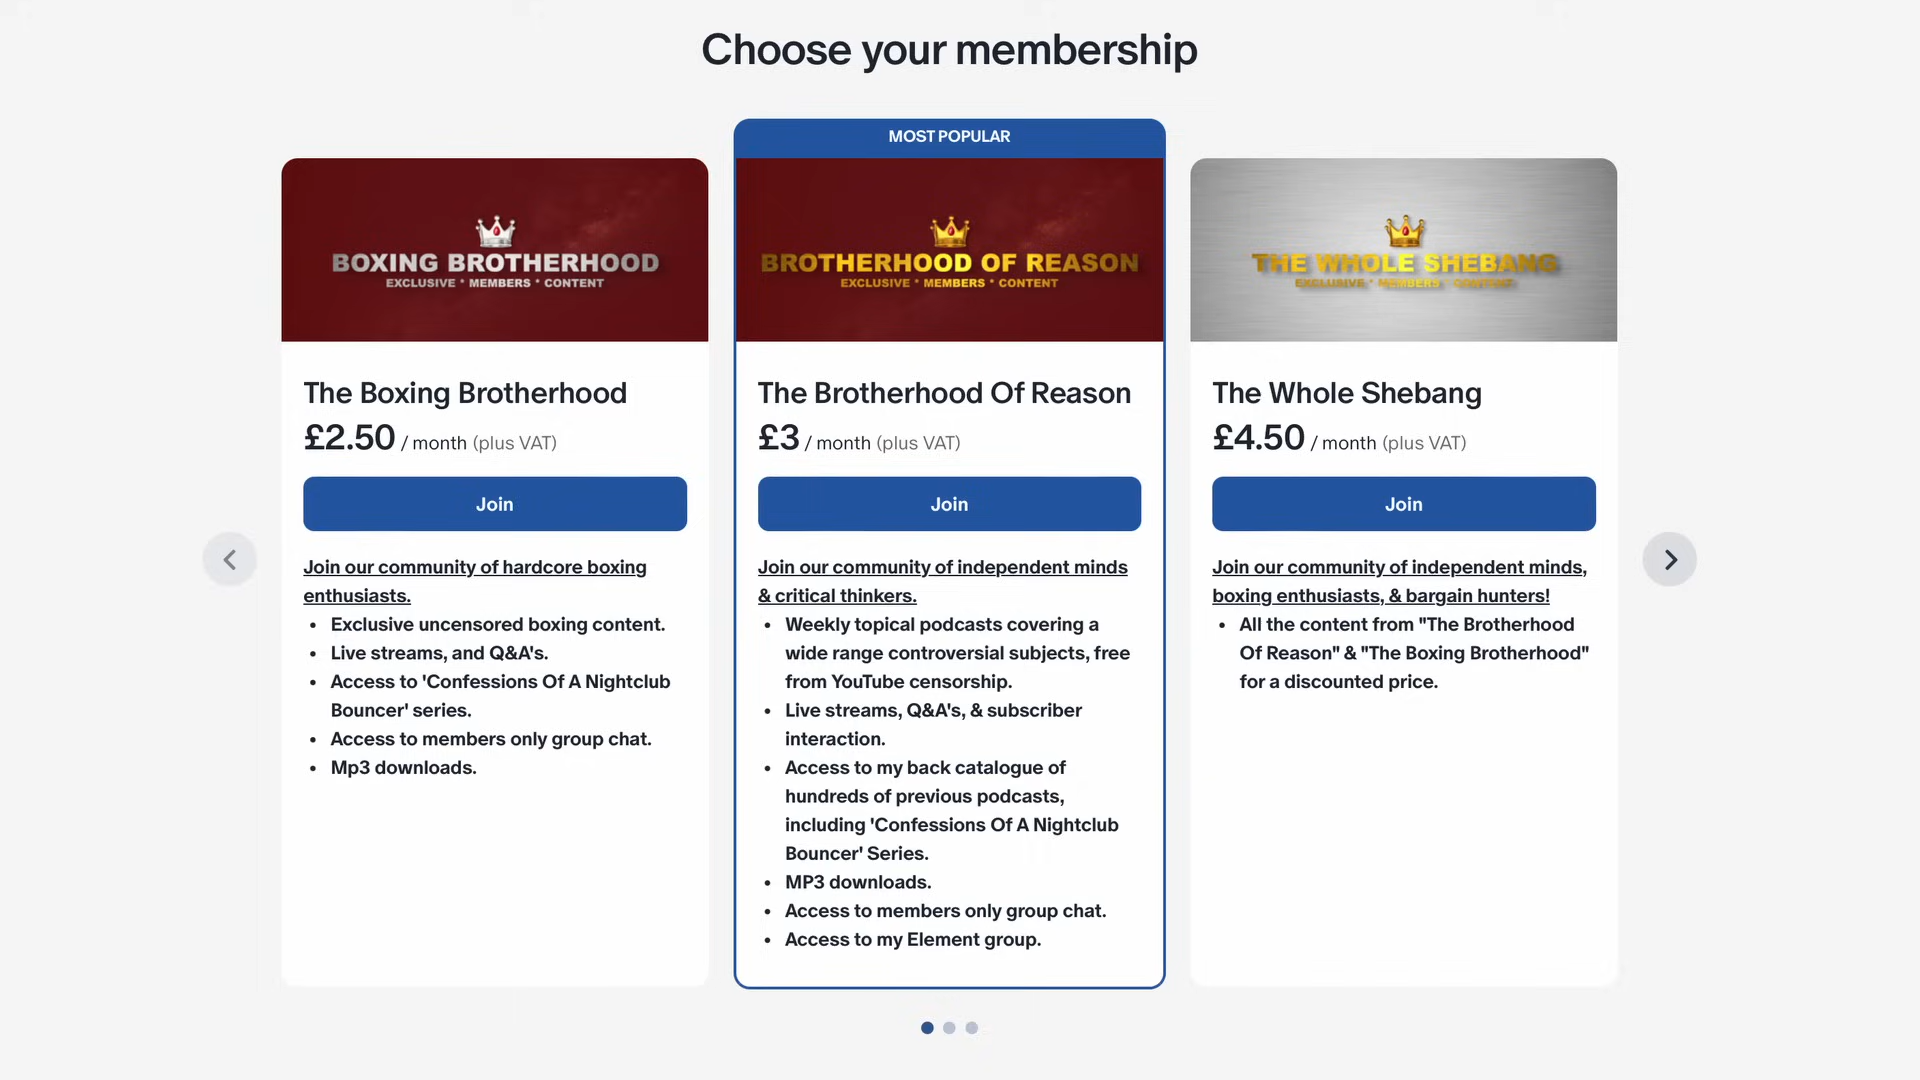 Choose your membership
MOST POPULAR
BOXING BROTHERHOOD
EXCLUSIVE * MEMBERS * CONTENT
The Boxing Brotherhood
£2.50 / month (plus VAT)
Join
Join our community of hardcore boxing
enthusiasts.
• Exclusive uncensored boxing content.
• Live streams, and Q&A's.
• Access to 'Confessions Of A Nightclub
Bouncer' series.
• Access to members only group chat.
• Mp3 downloads.
BROTHERHOOD OF REASON
EXCLUSIVE * MEMBERS * CONTENT
The Brotherhood Of Reason
£3 / month (plus VAT)
Join
Join our community of independent minds
& critical thinkers.
• Weekly topical podcasts covering a
wide range controversial subjects, free
from YouTube censorship.
• Live streams, Q&A's, & subscriber
interaction.
• Access to my back catalogue of
hundreds of previous podcasts,
including 'Confessions Of A Nightclub
Bouncer' Series.
• MP3 downloads.
• Access to members only group chat.
• Access to my Element group.
THE WHOLE SHEBANG
EXCLUSIVE * MEMBERS * CONTENT
The Whole Shebang
£4.50 / month (plus VAT)
Join
Join our community of independent minds,
boxing enthusiasts, & bargain hunters!
• All the content from "The Brotherhood
Of Reason" & "The Boxing Brotherhood"
for a discounted price.